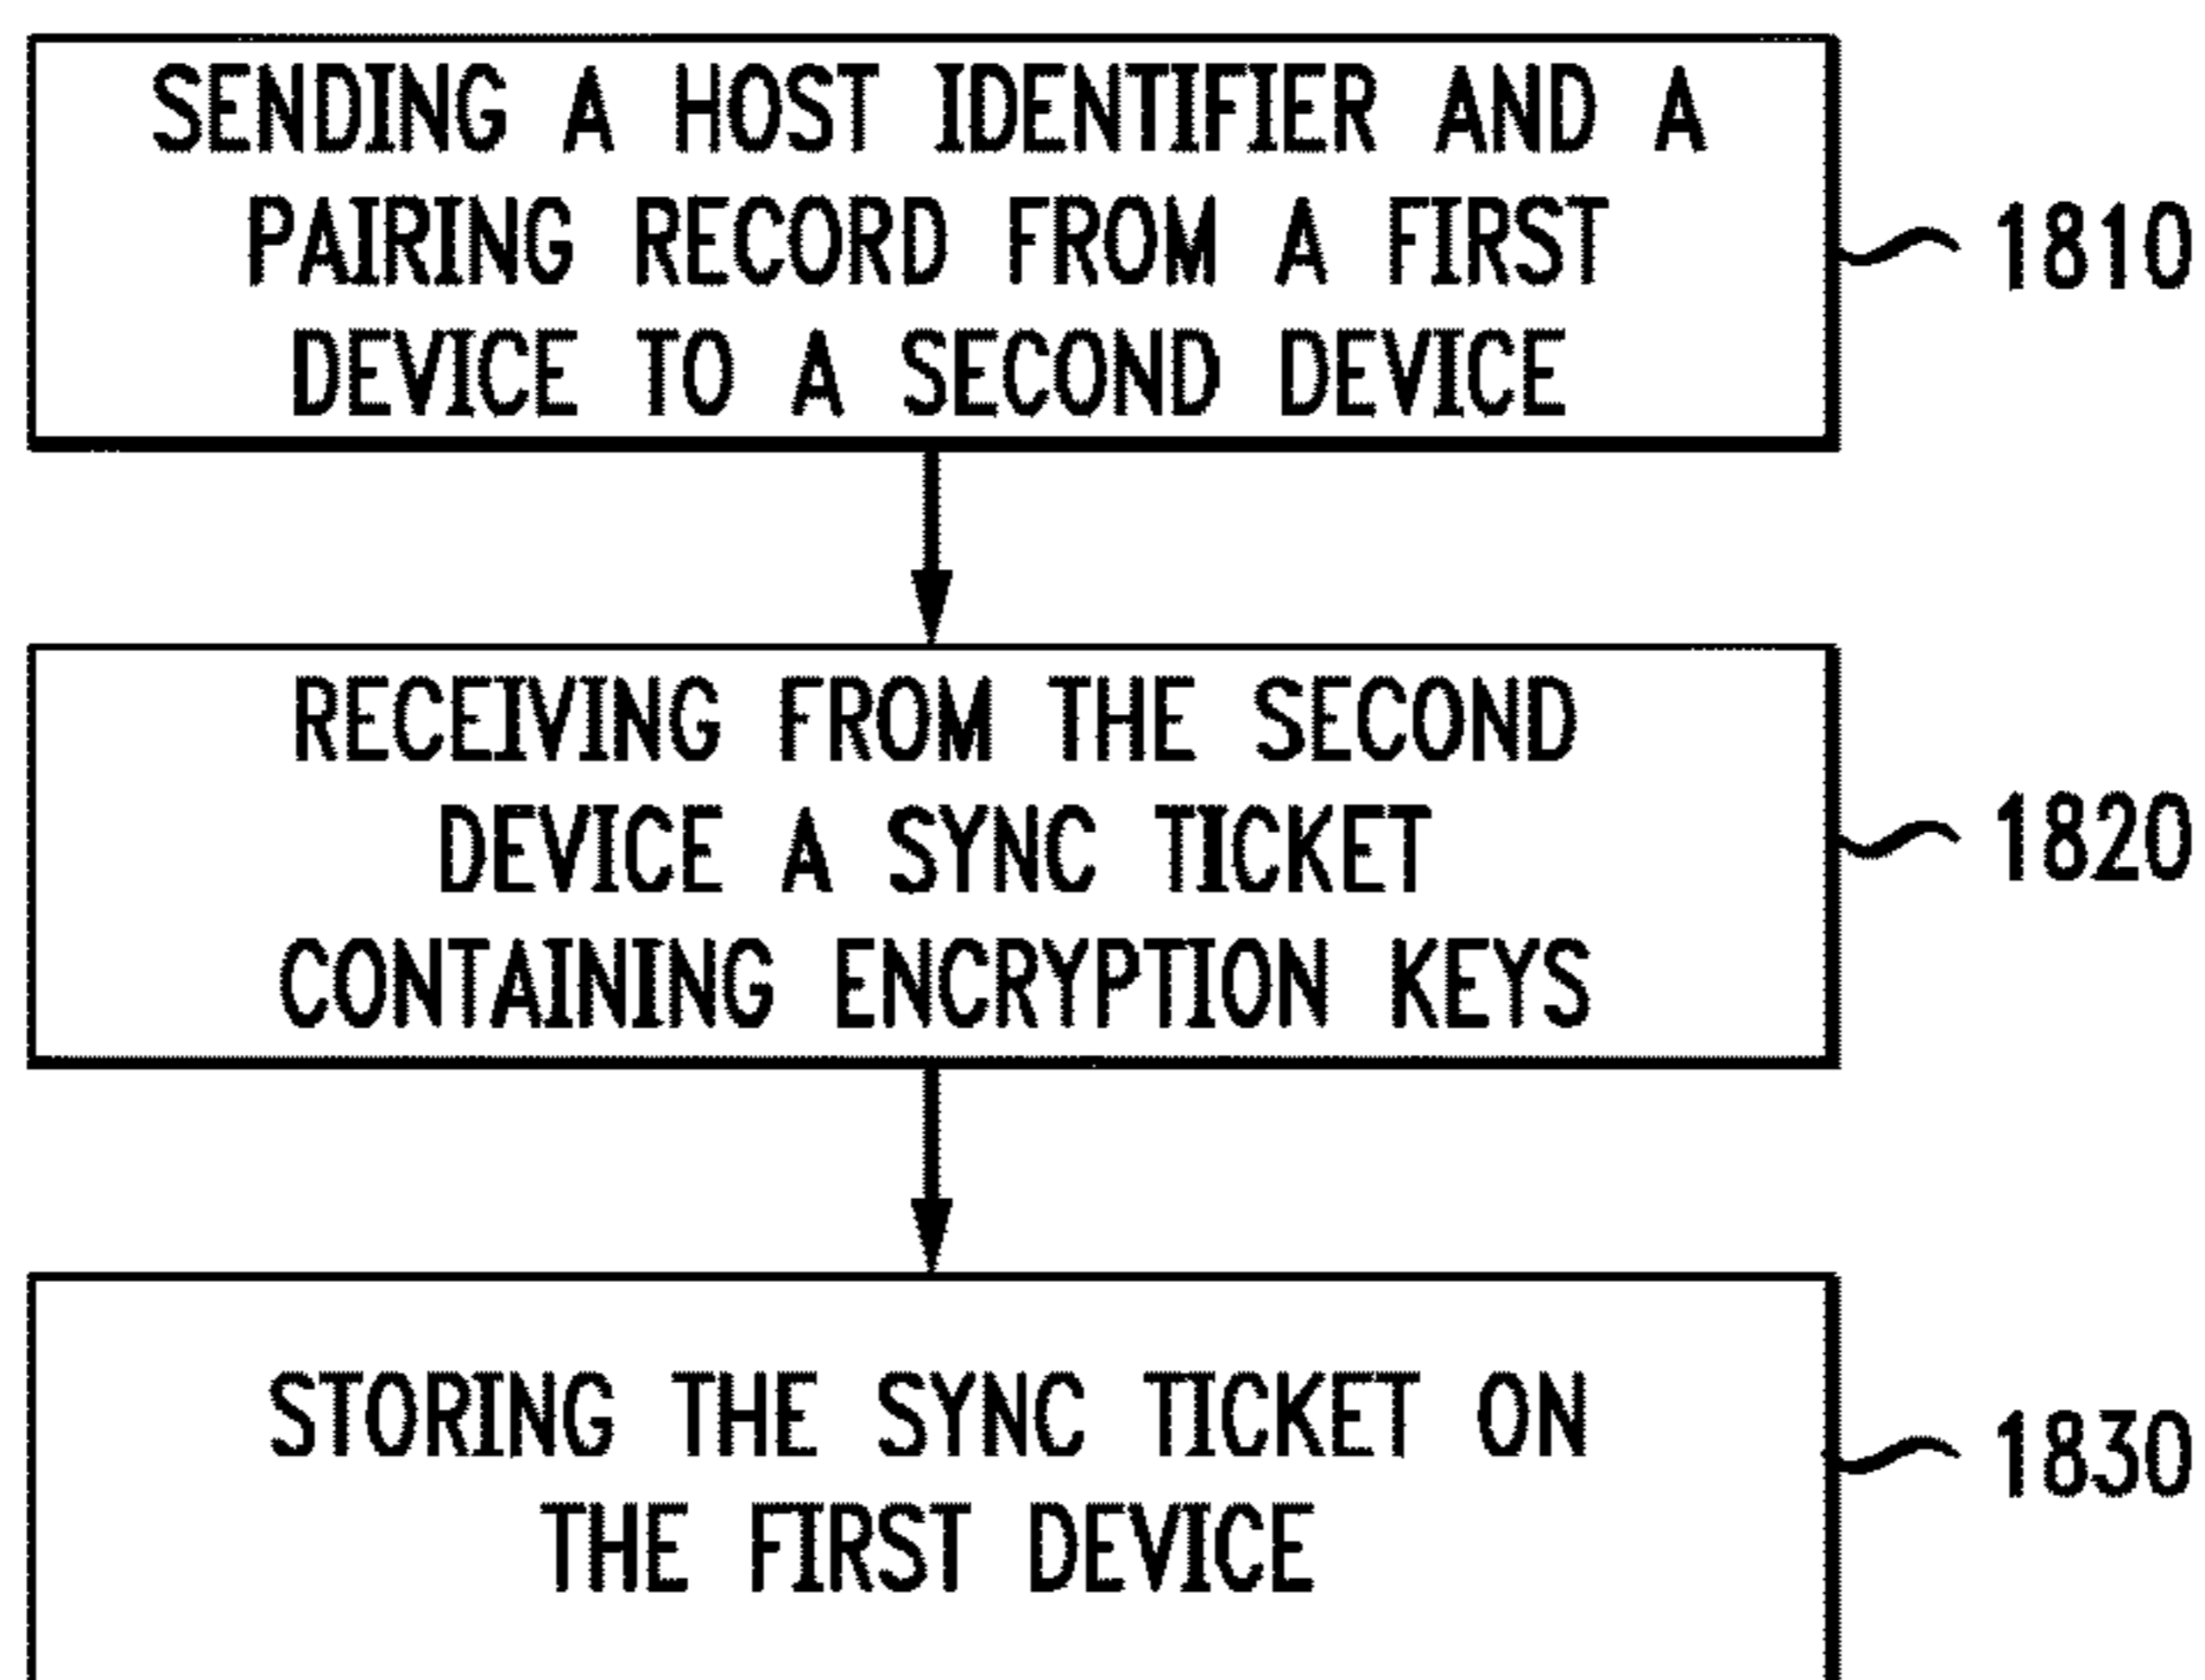 SENDING A HOST IDENTIFIER AND A
PAIRING RECORD FROM A FIRST
DEVICE TO A SECOND DEVICE
1810
RECEIVING FROM THE SECOND
DEVICE A SYNC TICKET
CONTAINING ENCRYPTION KEYS
1820
STORING THE SYNC TICKET ON
THE FIRST DEVICE
1830